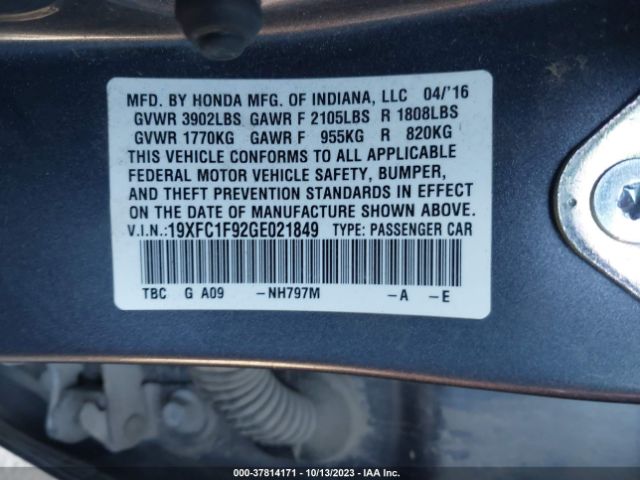 MFD. BY HONDA MFG. OF INDIANA, LLC 04/'16
GVWR 3902LBS GAWR F 2105LBS R 1808LBS
GVWR 1770KG GAWR F 955KG R 820KG
THIS VEHICLE CONFORMS TO ALL APPLICABLE
FEDERAL MOTOR VEHICLE SAFETY, BUMPER,
AND THEFT PREVENTION STANDARDS IN EFFECT
ON THE DATE OF MANUFACTURE SHOWN ABOVE.
V.I.N.:19XFC1F92GE021849 TYPE: PASSENGER CAR
TBC G A09 -NH797M -A -E
000-37814171 - 10/13/2023 - IAA Inc.